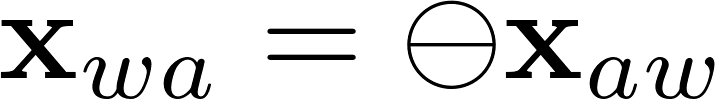 𝐱_{wa} = ⊖𝐱_{aw}